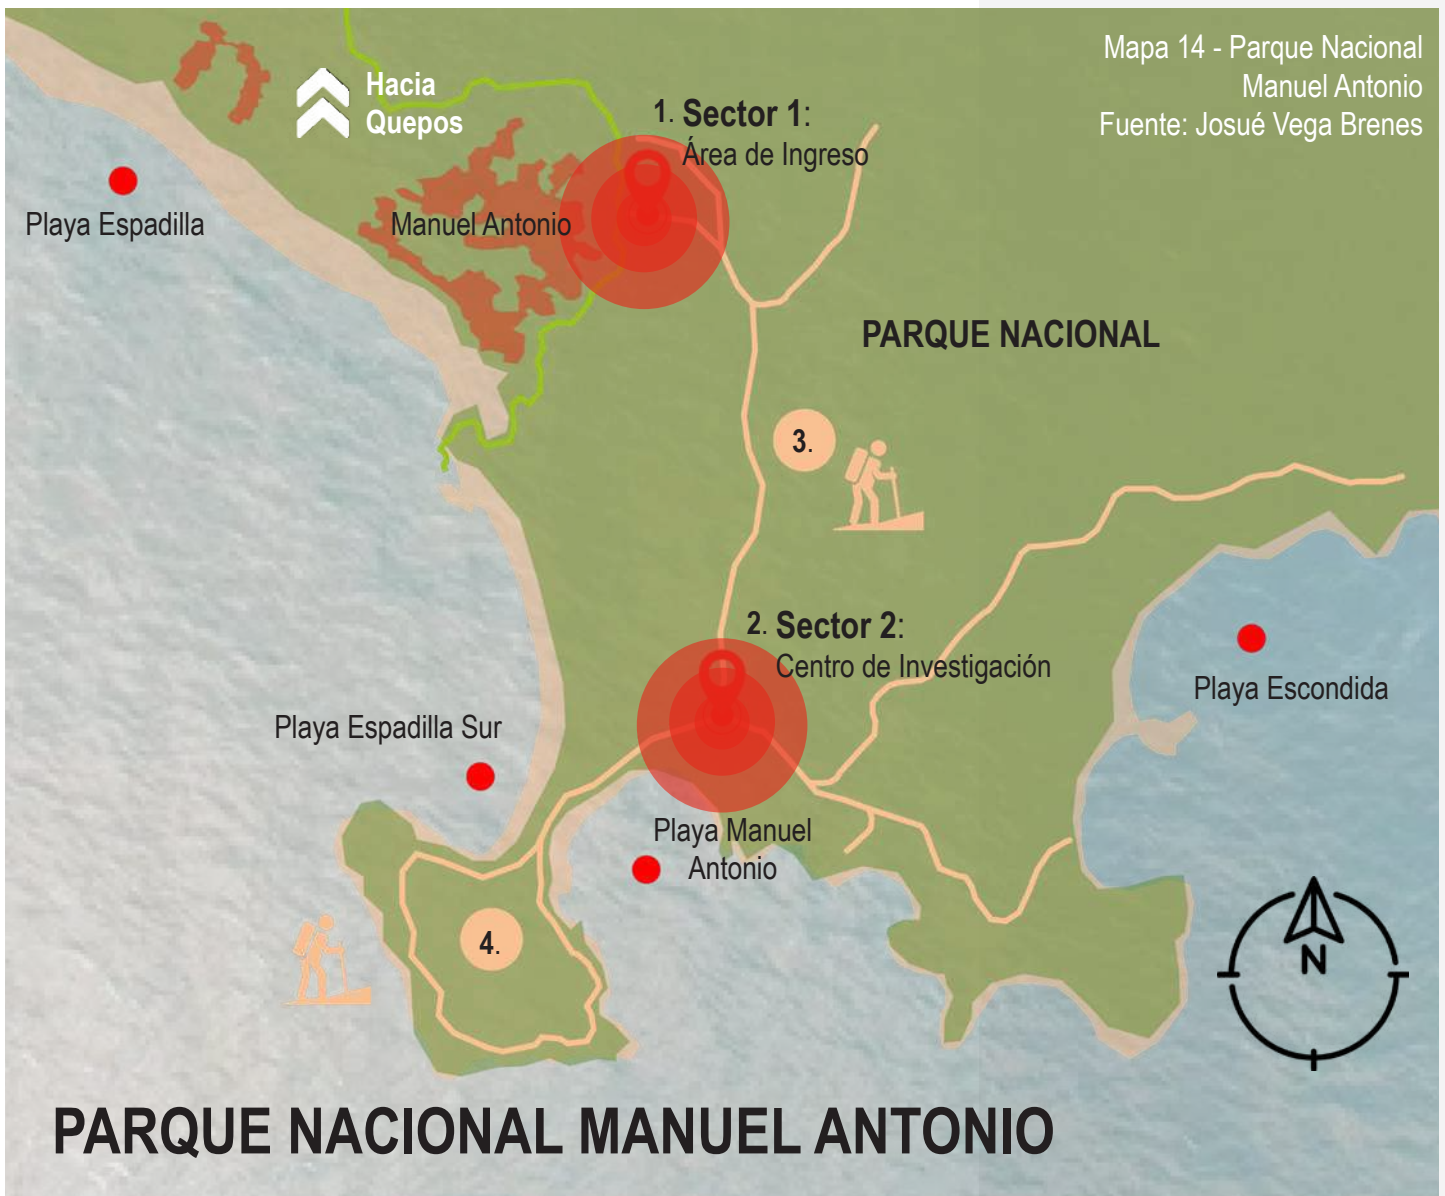 Mapa 14 - Parque Nacional
Manuel Antonio
Fuente: Josué Vega Brenes
Hacia
Quepos
1. Sector 1:
Área de Ingreso
Playa Espadilla
Manuel Antonio
PARQUE NACIONAL
3.
2. Sector 2:
Centro de Investigación
Playa Escondida
Playa Espadilla Sur
Playa Manuel
Antonio
4.
N
PARQUE NACIONAL MANUEL ANTONIO